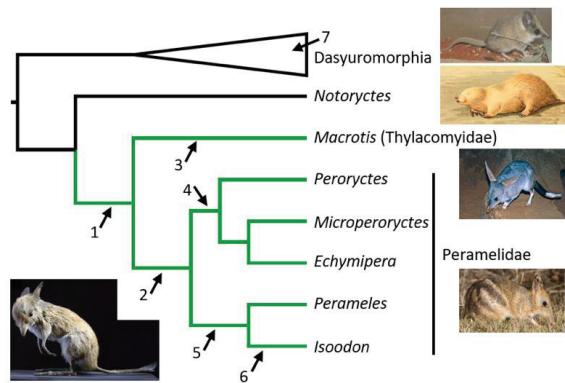 7
Dasyuromorphia
Notoryctes
Macrotis (Thylacomyidae)
3
4
Peroryctes
1
Microperoryctes
Peramelidae
Echymipera
2
Perameles
5
Isoodon
6